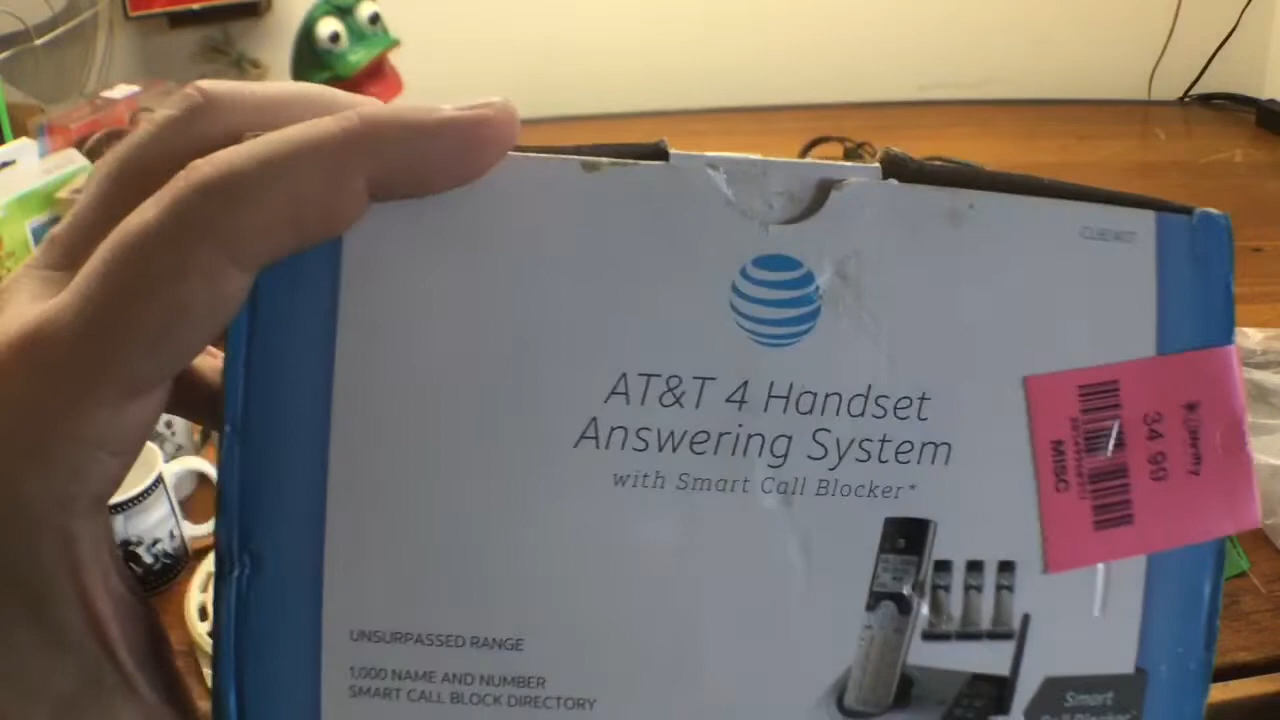 AT&T 4 Handset
Answering System
with Smart Call Blocker*
34.99
MISC
UNSURPASSED RANGE
1,000 NAME AND NUMBER
SMART CALL BLOCK DIRECTORY
Smart